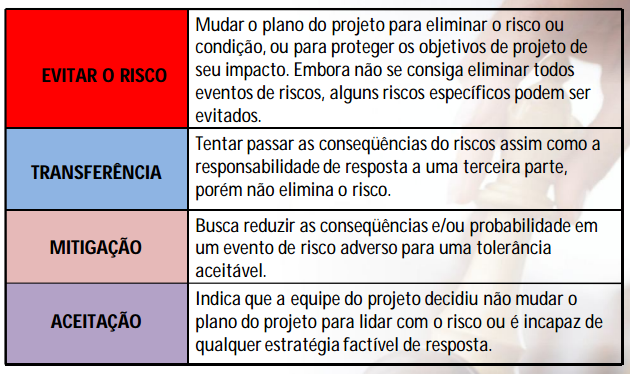 EVITAR O RISCO
Mudar o plano do projeto para eliminar o risco ou
condição, ou para proteger os objetivos de projeto de
seu impacto. Embora não se consiga eliminar todos
eventos de riscos, alguns riscos específicos podem ser
evitados.
TRANSFERÊNCIA
Tentar passar as conseqüências do riscos assim como a
responsabilidade de resposta a uma terceira parte,
porém não elimina o risco.
MITIGAÇÃO
Busca reduzir as conseqüências e/ou probabilidade em
um evento de risco adverso para uma tolerância
aceitável.
ACEITAÇÃO
Indica que a equipe do projeto decidiu não mudar o
plano do projeto para lidar com o risco ou é incapaz de
qualquer estratégia factível de resposta.